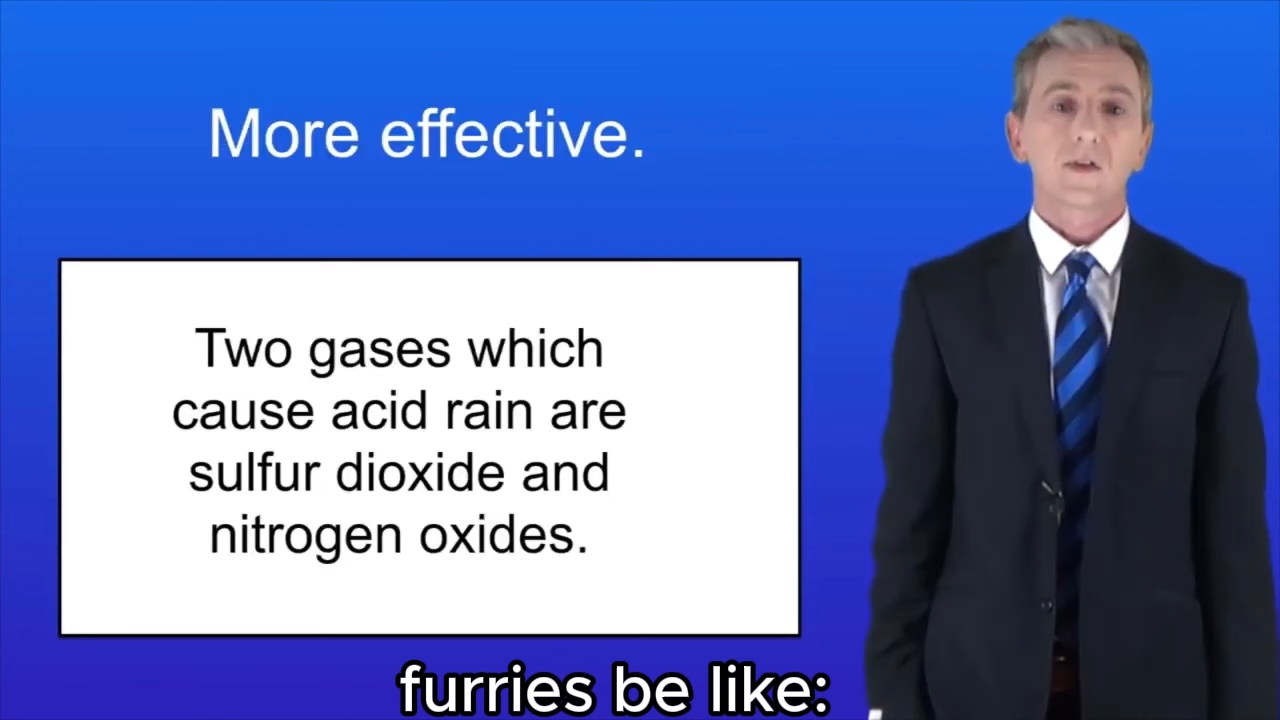 More effective.
Two gases which
cause acid rain are
sulfur dioxide and
nitrogen oxides.
furries be like: